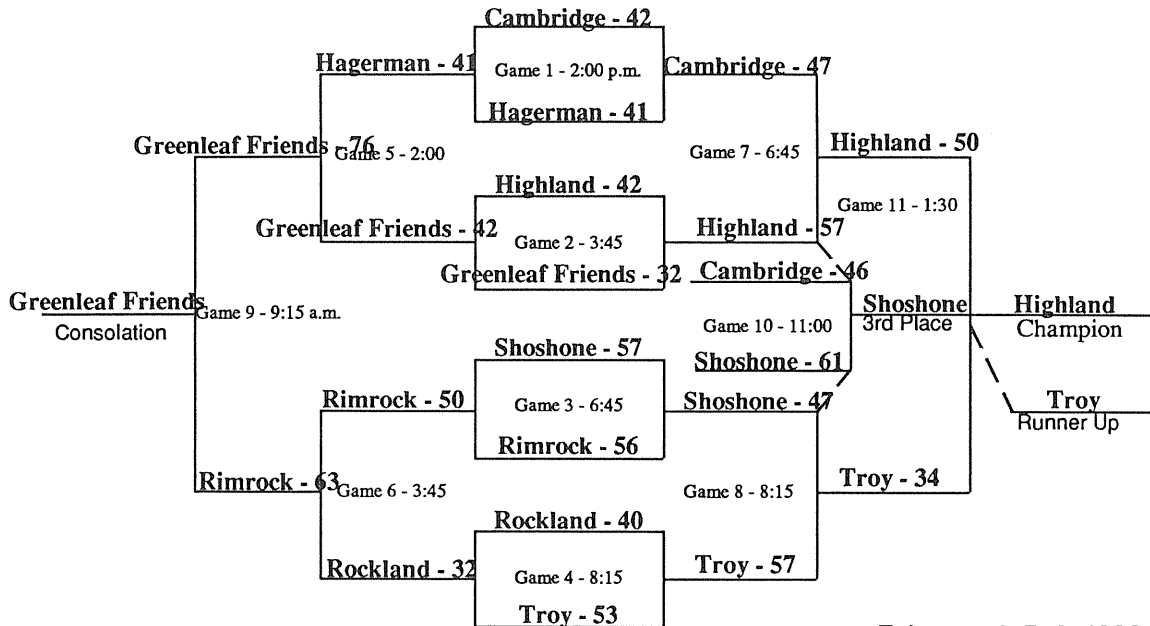 Cambridge - 42
Hagerman - 41
Game 1 - 2:00 p.m.
Cambridge - 47
Hagerman - 41
Greenleaf Friends - 76
Game 5 - 2:00
Game 7 - 6:45
Highland - 50
Highland - 42
Game 11 - 1:30
Greenleaf Friends - 42
Game 2 - 3:45
Highland - 57
Greenleaf Friends - 32
Cambridge - 46
Greenleaf Friends
Game 9 - 9:15 a.m.
Consolation
Game 10 - 11:00
Shoshone
3rd Place
Highland
Champion
Shoshone - 57
Shoshone - 61
Rimrock - 50
Game 3 - 6:45
Shoshone - 47
Troy
Runner Up
Rimrock - 56
Rimrock - 63
Game 6 - 3:45
Game 8 - 8:15
Troy - 34
Rockland - 40
Rockland - 32
Game 4 - 8:15
Troy - 57
Troy - 53